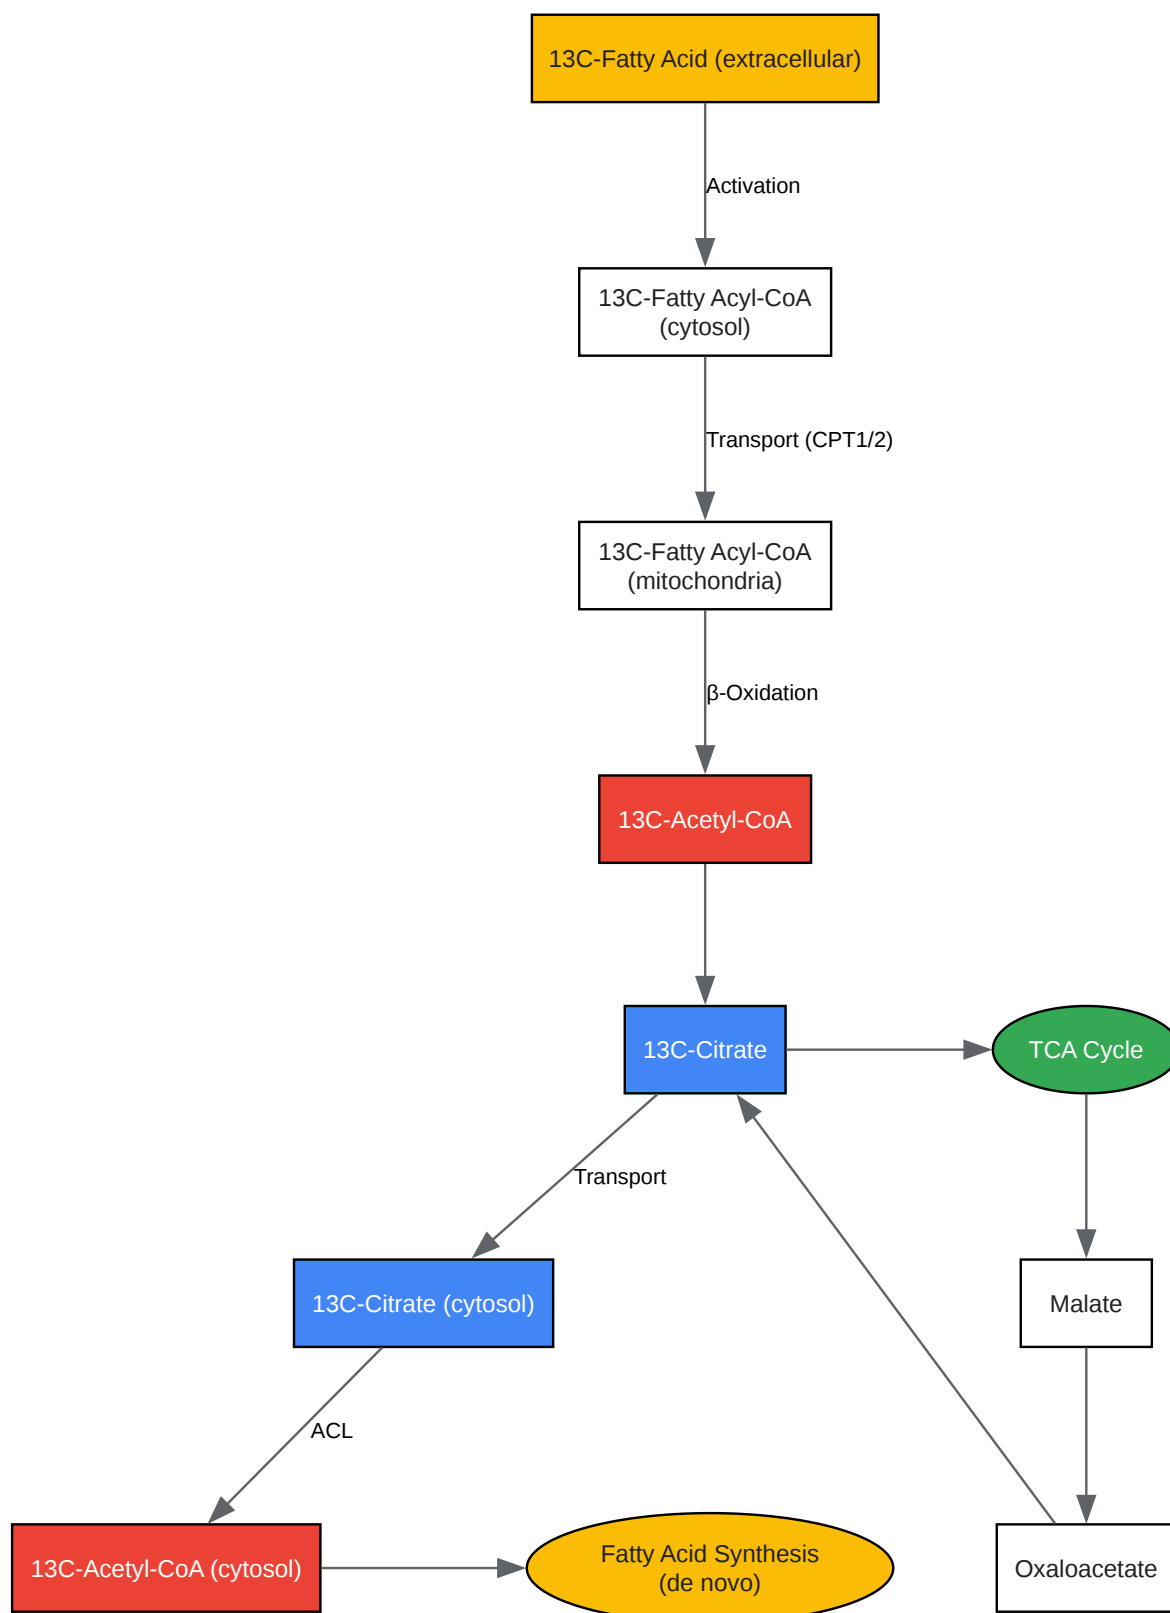 13C-Fatty Acid (extracellular)
Activation
13C-Fatty Acyl-CoA
(cytosol)
Transport (CPT1/2)
13C-Fatty Acyl-CoA
(mitochondria)
β-Oxidation
13C-Acetyl-CoA
13C-Citrate
TCA Cycle
Transport
13C-Citrate (cytosol)
Malate
ACL
13C-Acetyl-CoA (cytosol)
Fatty Acid Synthesis
(de novo)
Oxaloacetate